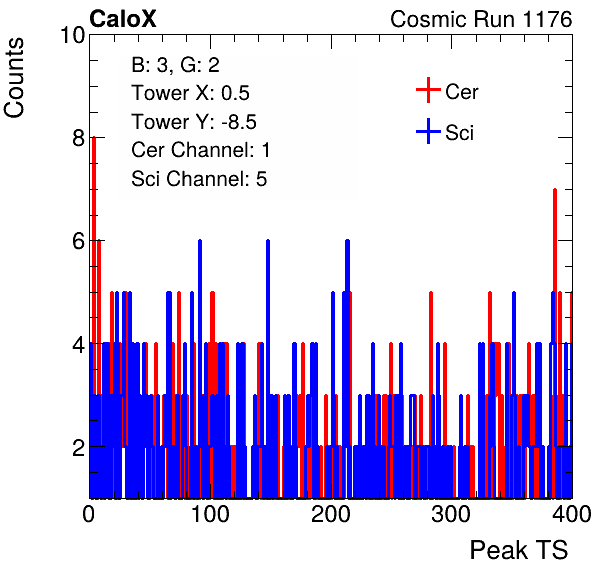 CaloX Cosmic Run 1176
Counts
10
8
6
4
2
B: 3, G: 2
Tower X: 0.5
Tower Y: -8.5
Cer Channel: 1
Sci Channel: 5
Cer
Sci
0 100 200 300 400
Peak TS